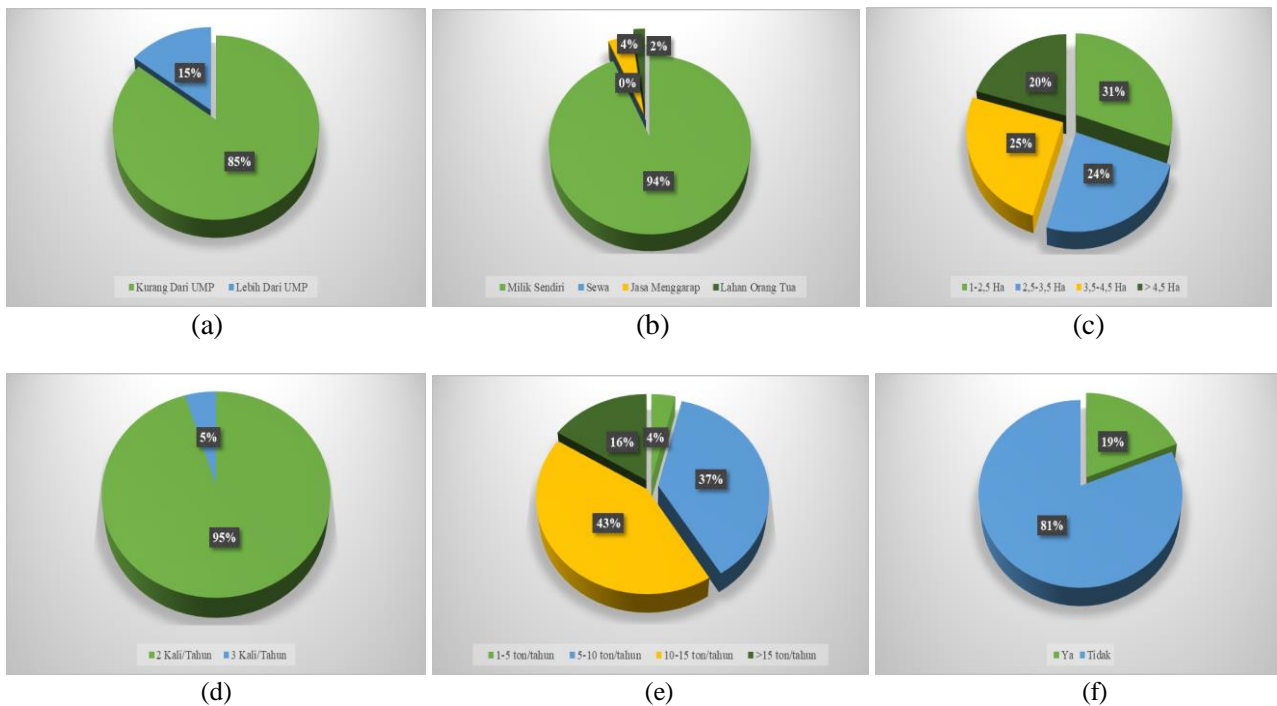 15%
85%
Kurang Dari UMP Lebih Dari UMP
(a)
4% 2%
0%
94%
Milik Sendiri Sewa Jasa Menggarap Lahan Orang Tua
(b)
20% 31%
25%
24%
1-2,5 Ha 2,5-3,5 Ha 3,5-4,5 Ha > 4,5 Ha
(c)
5%
95%
2 Kali/Tahun 3 Kali/Tahun
(d)
16% 4%
37%
43%
1-5 ton/tahun 5-10 ton/tahun 10-15 ton/tahun >15 ton/tahun
(e)
19%
81%
Ya Tidak
(f)